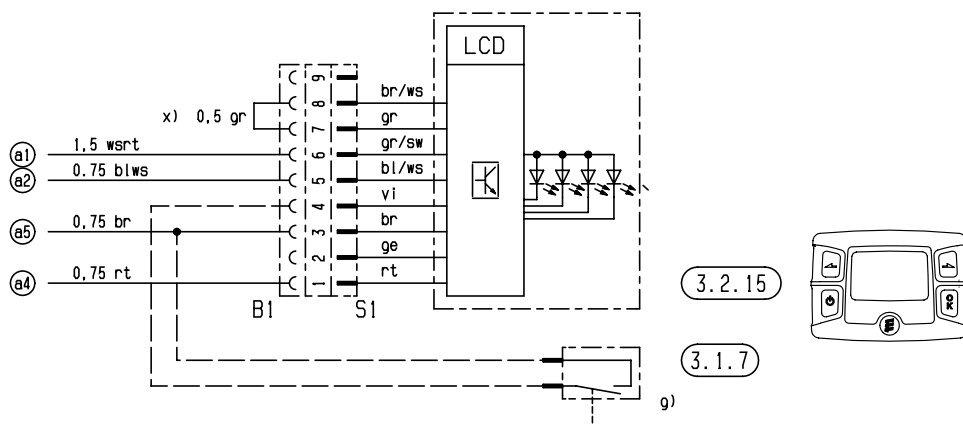 LCD
9
8
7
6
5
4
3
2
1
br/ws
gr
gr/sw
bl/ws
vi
br
ge
rt
x) 0,5 gr
a1 1,5 wsrt
a2 0.75 blws
a5 0,75 br
a4 0,75 rt
B1 S1
3.2.15
OK
3.1.7
g)